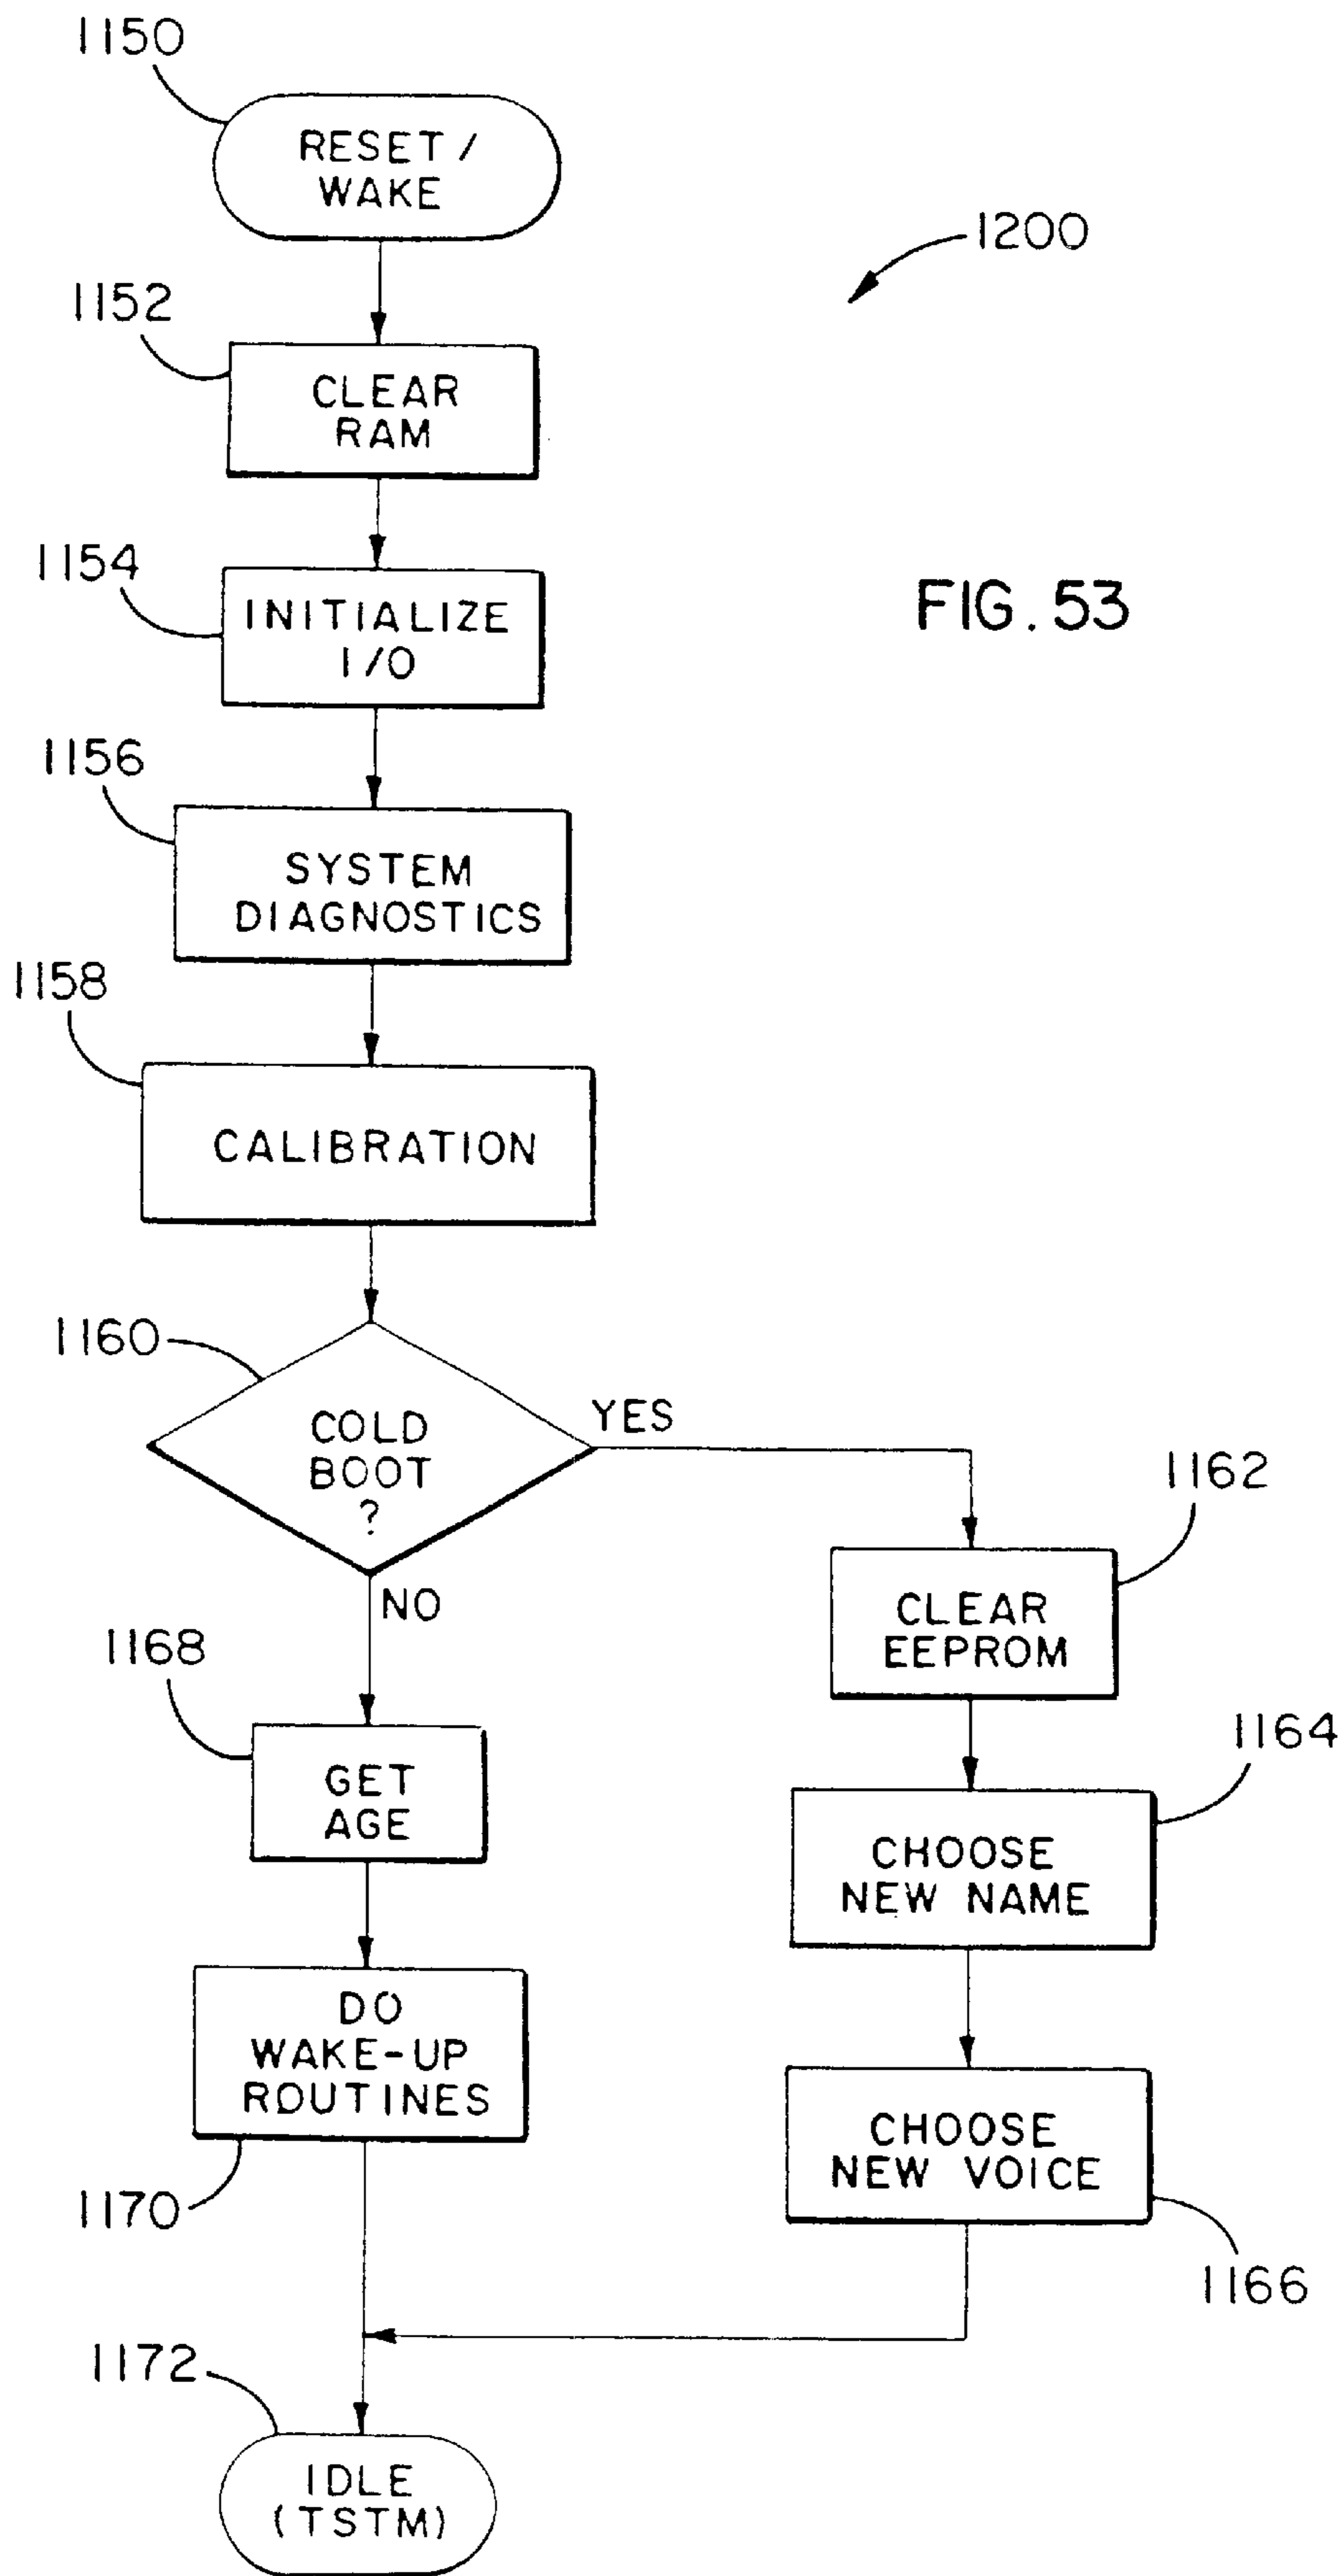 1150
RESET /
WAKE
1200
1152
CLEAR
RAM
1154
INITIALIZE
I/O
FIG. 53
1156
SYSTEM
DIAGNOSTICS
1158
CALIBRATION
1160
COLD
BOOT
?
YES
NO
1162
CLEAR
EEPROM
1168
GET
AGE
1164
CHOOSE
NEW NAME
DO
WAKE-UP
ROUTINES
1170
CHOOSE
NEW VOICE
1166
1172
IDLE
(TSTM)